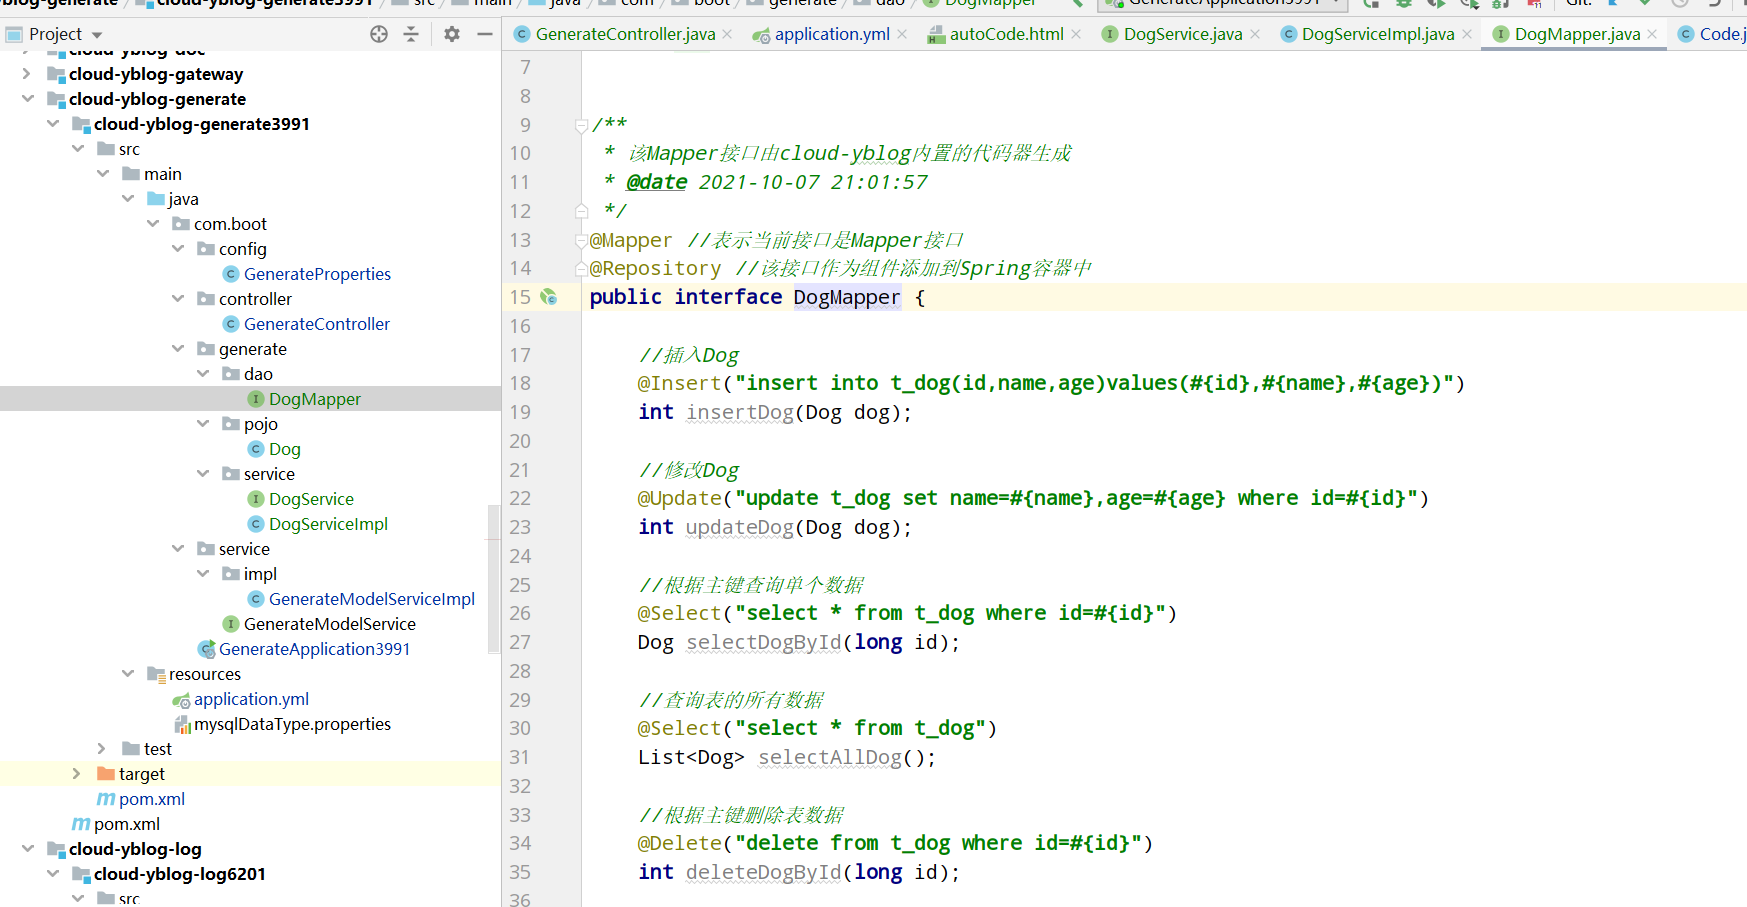 blog-generate cloud-yblog-generate3991 src main java com boot generate dao DogMapper GenerateApplication3991 Git:
Project
GenerateController.java application.yml autoCode.html DogService.java DogServiceImpl.java DogMapper.java Code.j
cloud-yblog-doc
cloud-yblog-gateway
cloud-yblog-generate
cloud-yblog-generate3991
src
main
java
com.boot
config
GenerateProperties
controller
GenerateController
generate
dao
DogMapper
pojo
Dog
service
DogService
DogServiceImpl
service
impl
GenerateModelServiceImpl
GenerateModelService
GenerateApplication3991
resources
application.yml
mysqlDataType.properties
test
target
pom.xml
pom.xml
cloud-yblog-log
cloud-yblog-log6201
src
7
8
9 /**
10 * 该Mapper接口由cloud-yblog内置的代码器生成
11 * @date 2021-10-07 21:01:57
12 */
13 @Mapper //表示当前接口是Mapper接口
14 @Repository //该接口作为组件添加到Spring容器中
15 public interface DogMapper {
16
17 //插入Dog
18 @Insert("insert into t_dog(id,name,age)values(#{id},#{name},#{age})")
19 int insertDog(Dog dog);
20
21 //修改Dog
22 @Update("update t_dog set name=#{name},age=#{age} where id=#{id}")
23 int updateDog(Dog dog);
24
25 //根据主键查询单个数据
26 @Select("select * from t_dog where id=#{id}")
27 Dog selectDogById(long id);
28
29 //查询表的所有数据
30 @Select("select * from t_dog")
31 List<Dog> selectAllDog();
32
33 //根据主键删除表数据
34 @Delete("delete from t_dog where id=#{id}")
35 int deleteDogById(long id);
36